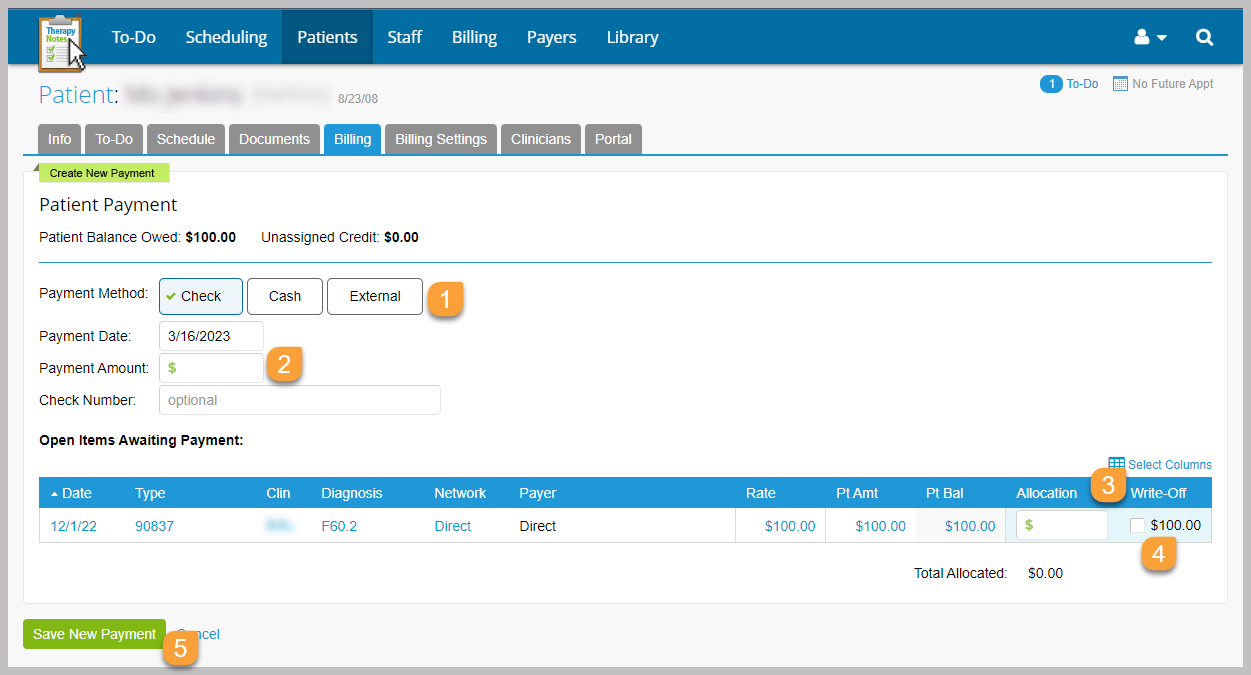 Therapy Notes To-Do Scheduling Patients Staff Billing Payers Library
Patient: 8/23/08 1 To-Do No Future Appt
Info To-Do Schedule Documents Billing Billing Settings Clinicians Portal
Create New Payment
Patient Payment
Patient Balance Owed: $100.00 Unassigned Credit: $0.00
Payment Method: Check Cash External 1
Payment Date: 3/16/2023
Payment Amount: $ 2
Check Number: optional
Open Items Awaiting Payment:
Select Columns
Date Type Clin Diagnosis Network Payer Rate Pt Amt Pt Bal Allocation 3 Write-Off
12/1/22 90837 F60.2 Direct Direct $100.00 $100.00 $100.00 $ $100.00
4
Total Allocated: $0.00
Save New Payment 5